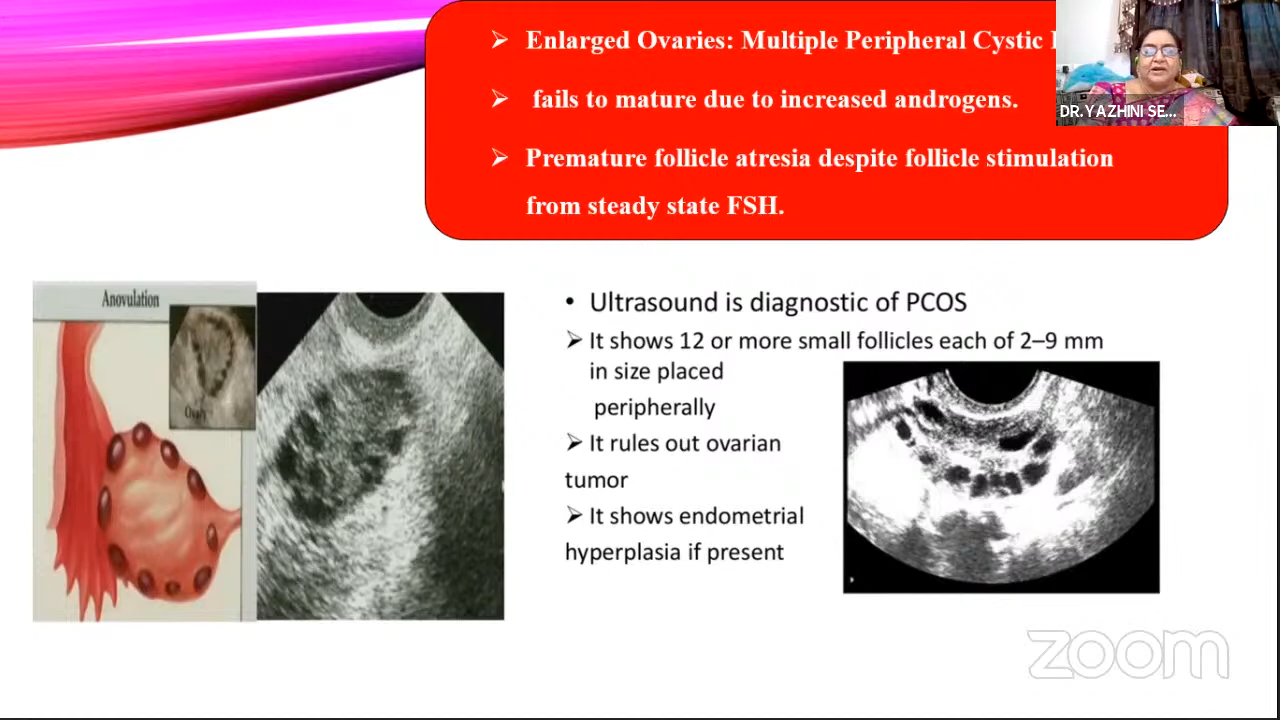 ➢ Enlarged Ovaries: Multiple Peripheral Cystic
➢ fails to mature due to increased androgens.
➢ Premature follicle atresia despite follicle stimulation
from steady state FSH.
DR.YAZHINI SE...
Anovulation
Ovary
• Ultrasound is diagnostic of PCOS
➢ It shows 12 or more small follicles each of 2–9 mm
in size placed
peripherally
➢ It rules out ovarian
tumor
➢ It shows endometrial
hyperplasia if present
zoom